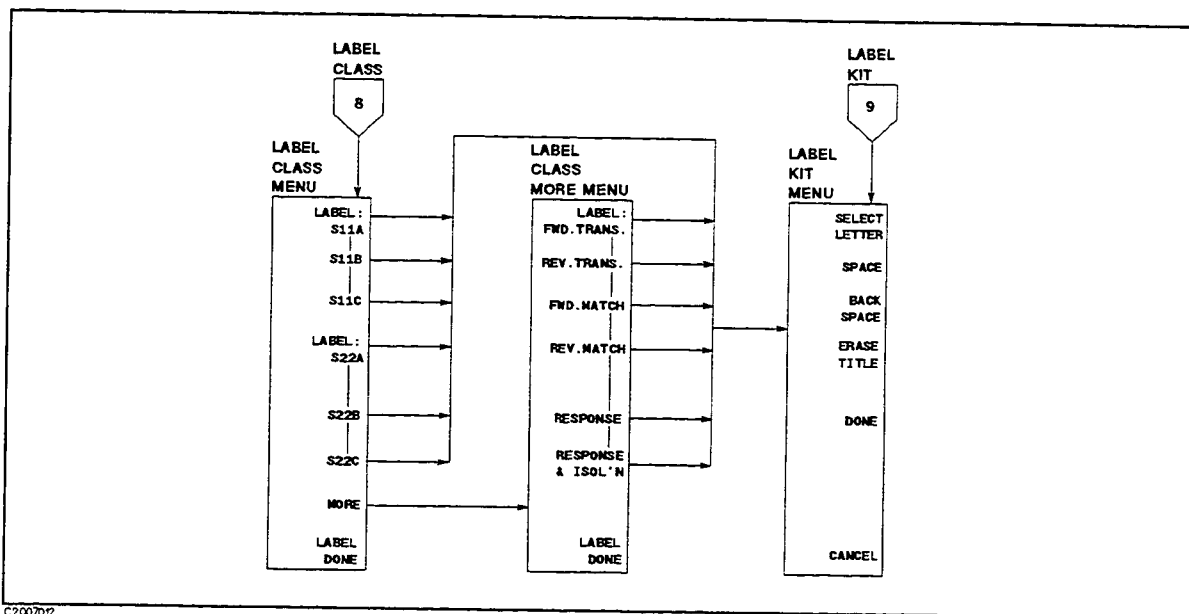 LABEL
CLASS
8
LABEL
CLASS
MENU
LABEL:
S11A
S11B
S11C
LABEL:
S22A
S22B
S22C
MORE
LABEL
DONE
LABEL
CLASS
MORE MENU
LABEL:
FWD.TRANS.
REV.TRANS.
FWD.MATCH
REV.MATCH
RESPONSE
RESPONSE
& ISOL'N
LABEL
DONE
LABEL
KIT
9
LABEL
KIT
MENU
SELECT
LETTER
SPACE
BACK
SPACE
ERASE
TITLE
DONE
CANCEL
C2007D12